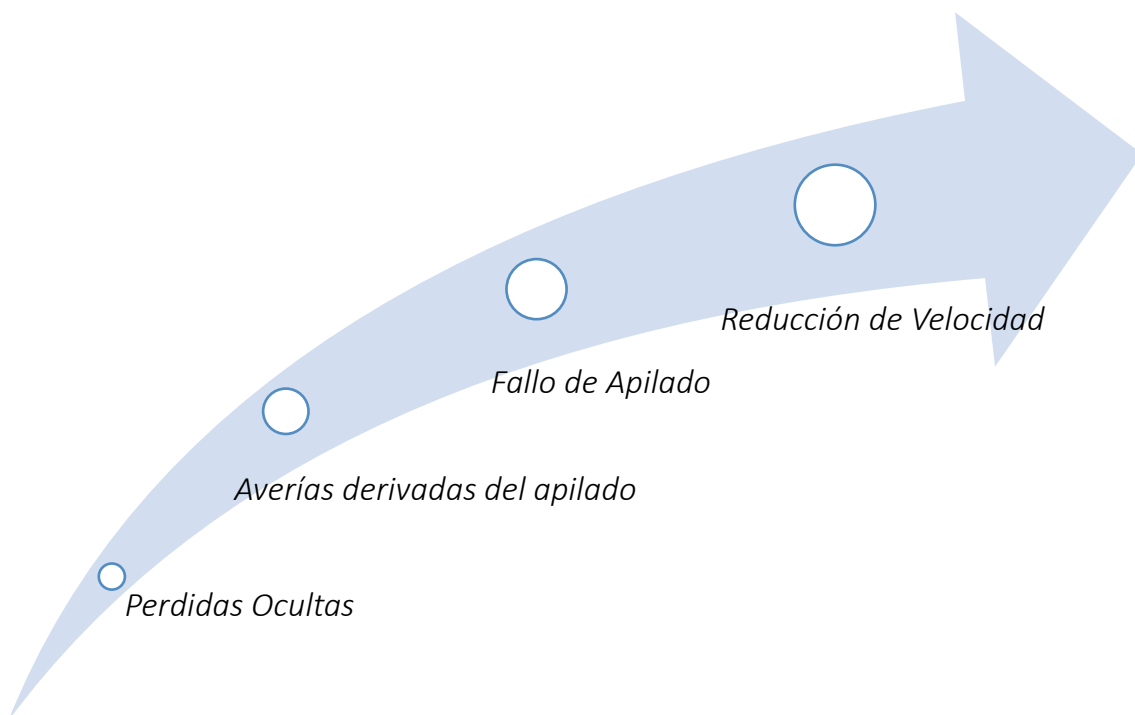 Reducción de Velocidad
Fallo de Apilado
Averías derivadas del apilado
Perdidas Ocultas